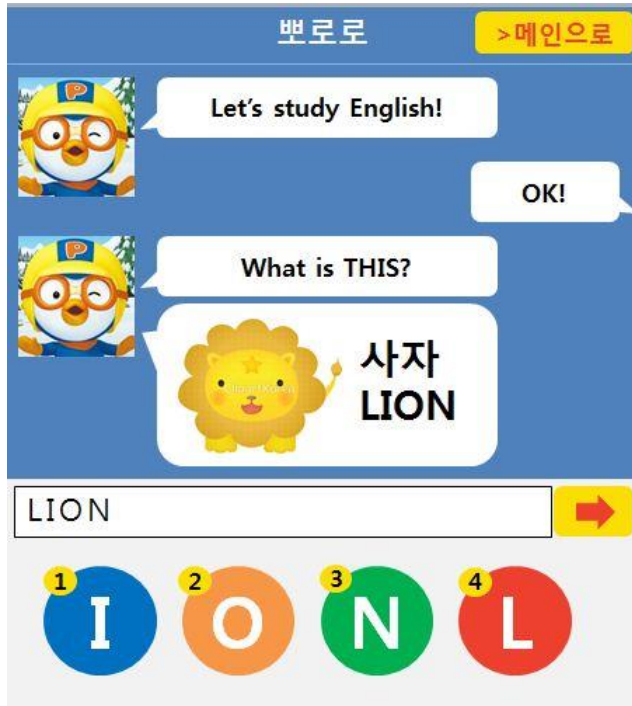 뽀로로
>메인으로
P
Let's study English!
OK!
P
What is THIS?
사자
LION
LION
1
2
3
4
I
O
N
L